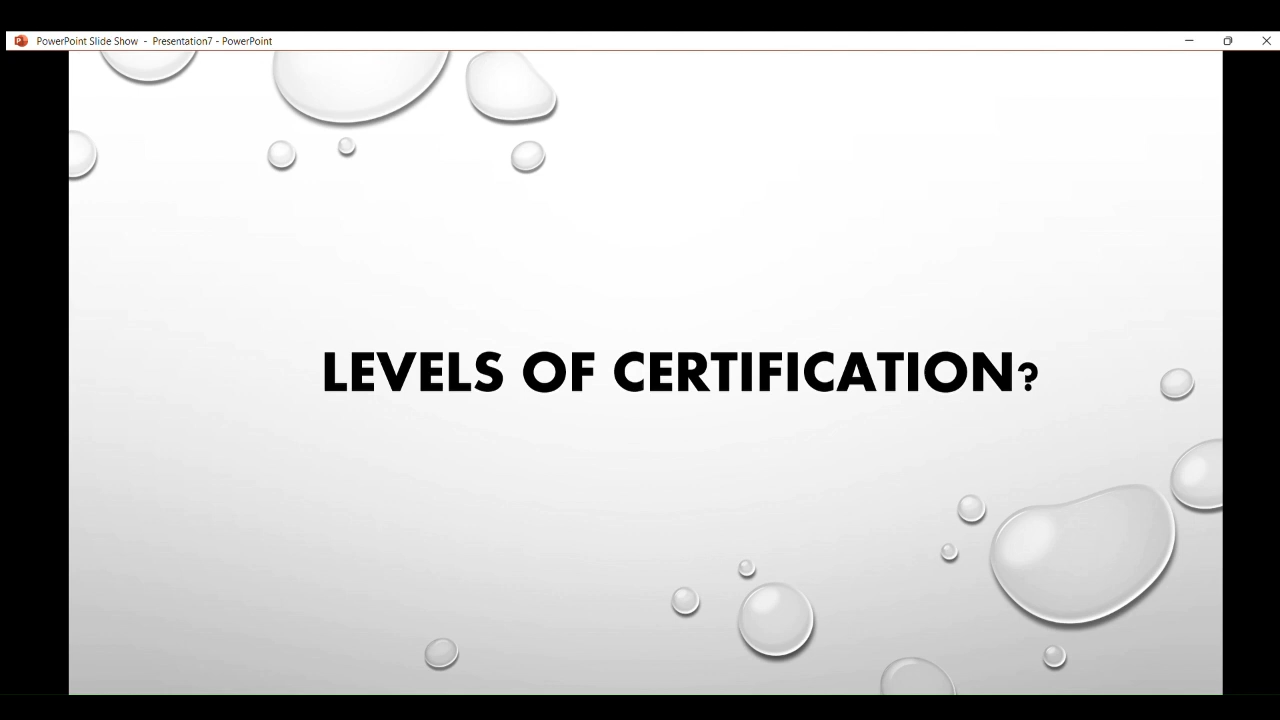 PowerPoint Slide Show - Presentation7 - PowerPoint
LEVELS OF CERTIFICATION?